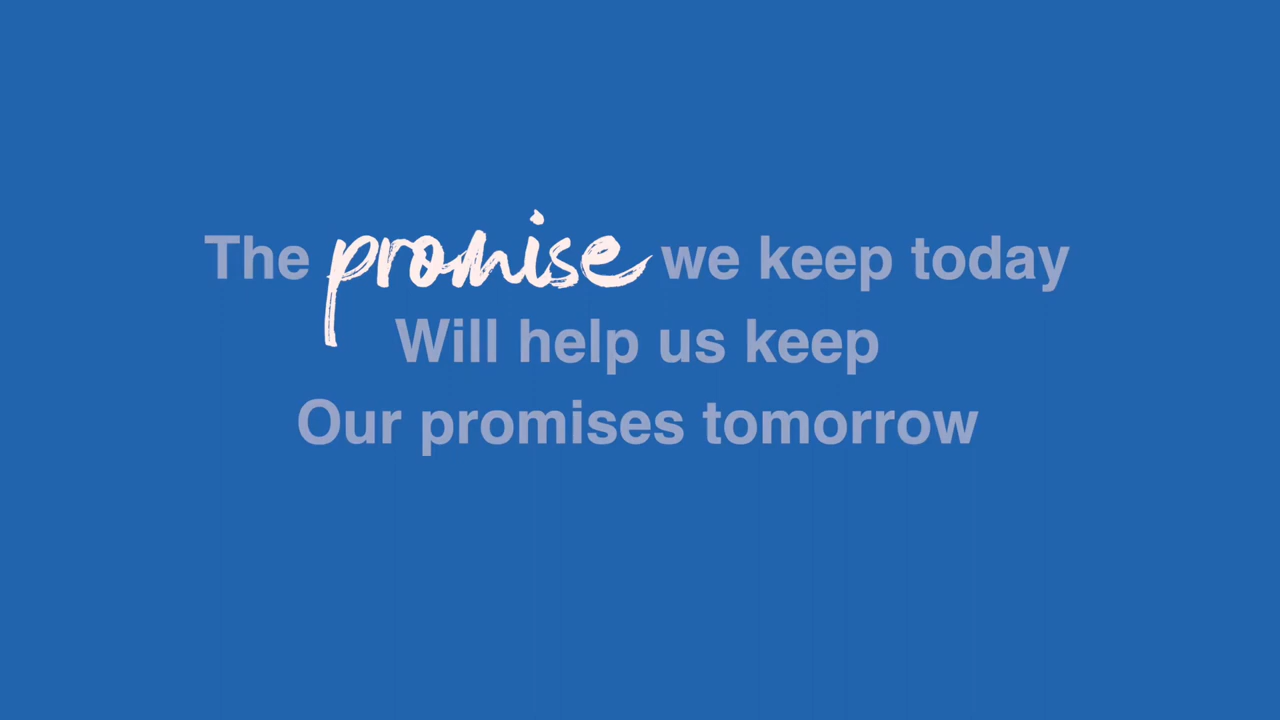 The promise we keep today
Will help us keep
Our promises tomorrow